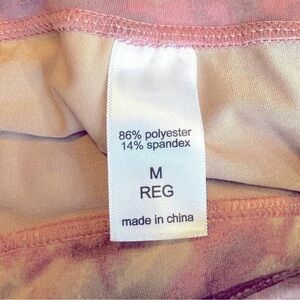 86% polyester
14% spandex
M
REG
made in china